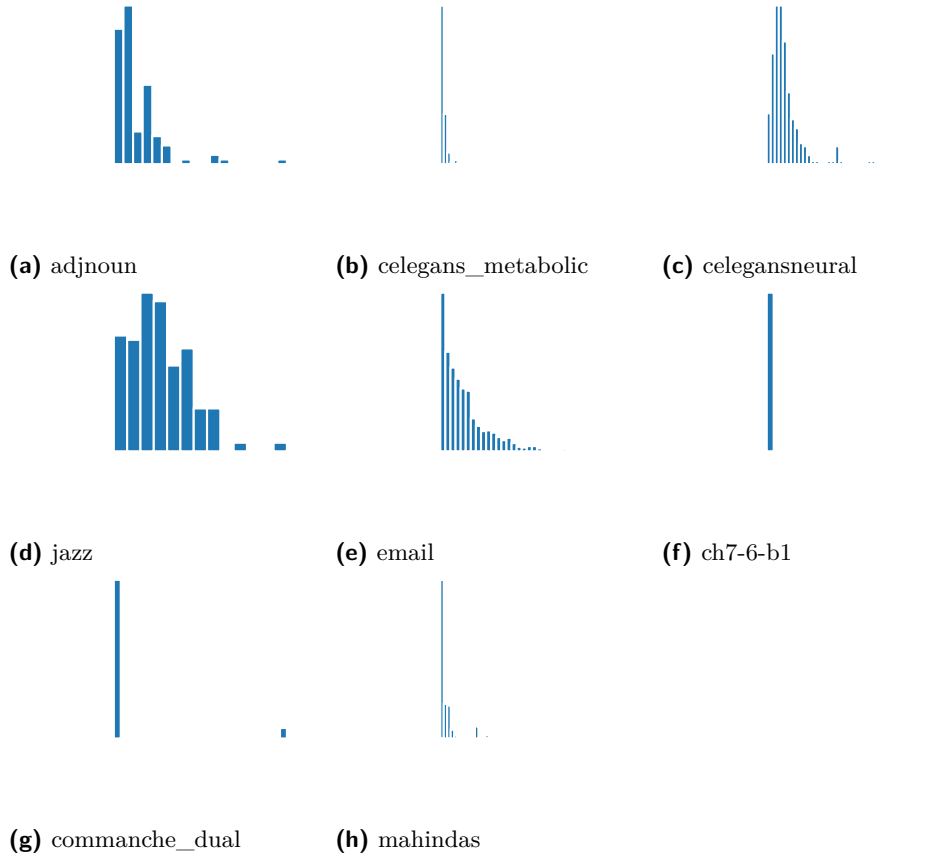 (a) adjnoun
(b) celegans_metabolic
(c) celegansneural
(d) jazz
(e) email
(f) ch7-6-b1
(g) commanche_dual
(h) mahindas